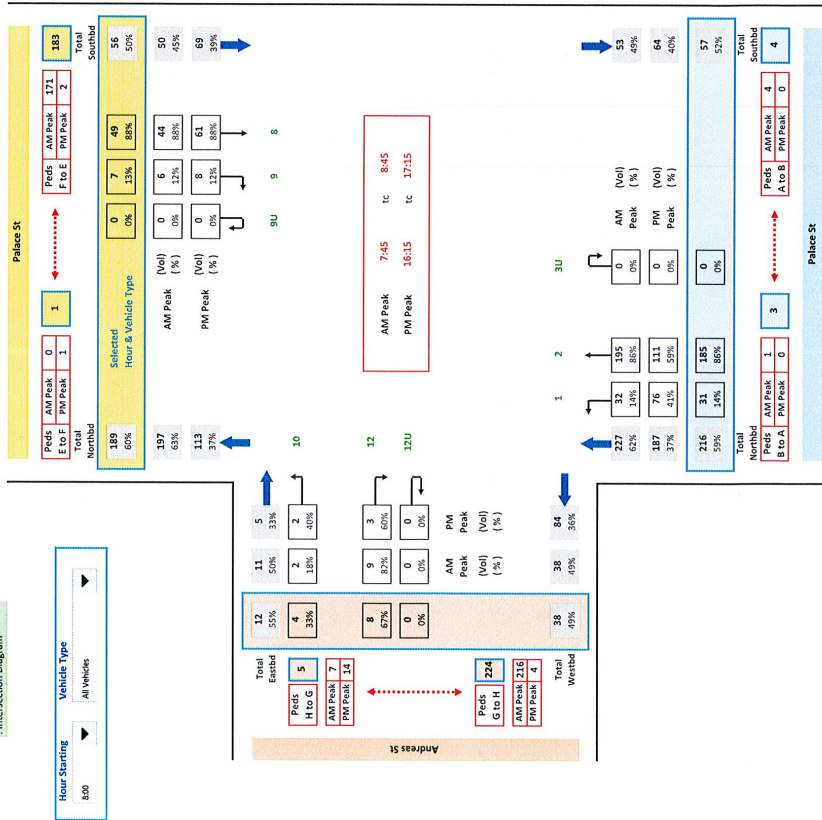 Intersection Diagram
Hour Starting Vehicle Type
8:00 All Vehicles
Palace St
Peds AM Peak 0
E to F PM Peak 1
1
Peds AM Peak 171
F to E PM Peak 2
183
Total
Northbd
Total
Southbd
Selected
Hour & Vehicle Type
189 0 7 49 56
60% 0% 13% 88% 50%
197 AM Peak (Vol) 0 6 44 50
63% (%) 0% 12% 88% 45%
113 PM Peak (Vol) 0 8 61 69
37% (%) 0% 12% 88% 39%
9U 9 8
10
12
12U
AM Peak 7:45 tc 8:45
PM Peak 16:15 tc 17:15
Total
Eastbd
12 11 5
55% 50% 33%
Peds
H to G
5
AM Peak 7
PM Peak 14
4 2 2
33% 18% 40%
8 9 3
67% 82% 60%
0 0 0
0% 0% 0%
AM
Peak
(Vol)
(%)
PM
Peak
(Vol)
(%)
Andreas St
Peds
G to H
224
AM Peak 216
PM Peak 4
Total
Westbd
38 38 84
49% 49% 36%
1 2 3U
227 32 195 0 AM (Vol) 53
62% 14% 86% 0% Peak (%) 49%
187 76 111 0 PM (Vol) 64
37% 41% 59% 0% Peak (%) 40%
216 31 185 0 57
59% 14% 86% 0% 52%
Total
Northbd
Total
Southbd
Peds AM Peak 1
B to A PM Peak 0
3
Peds AM Peak 4
A to B PM Peak 0
4
Palace St